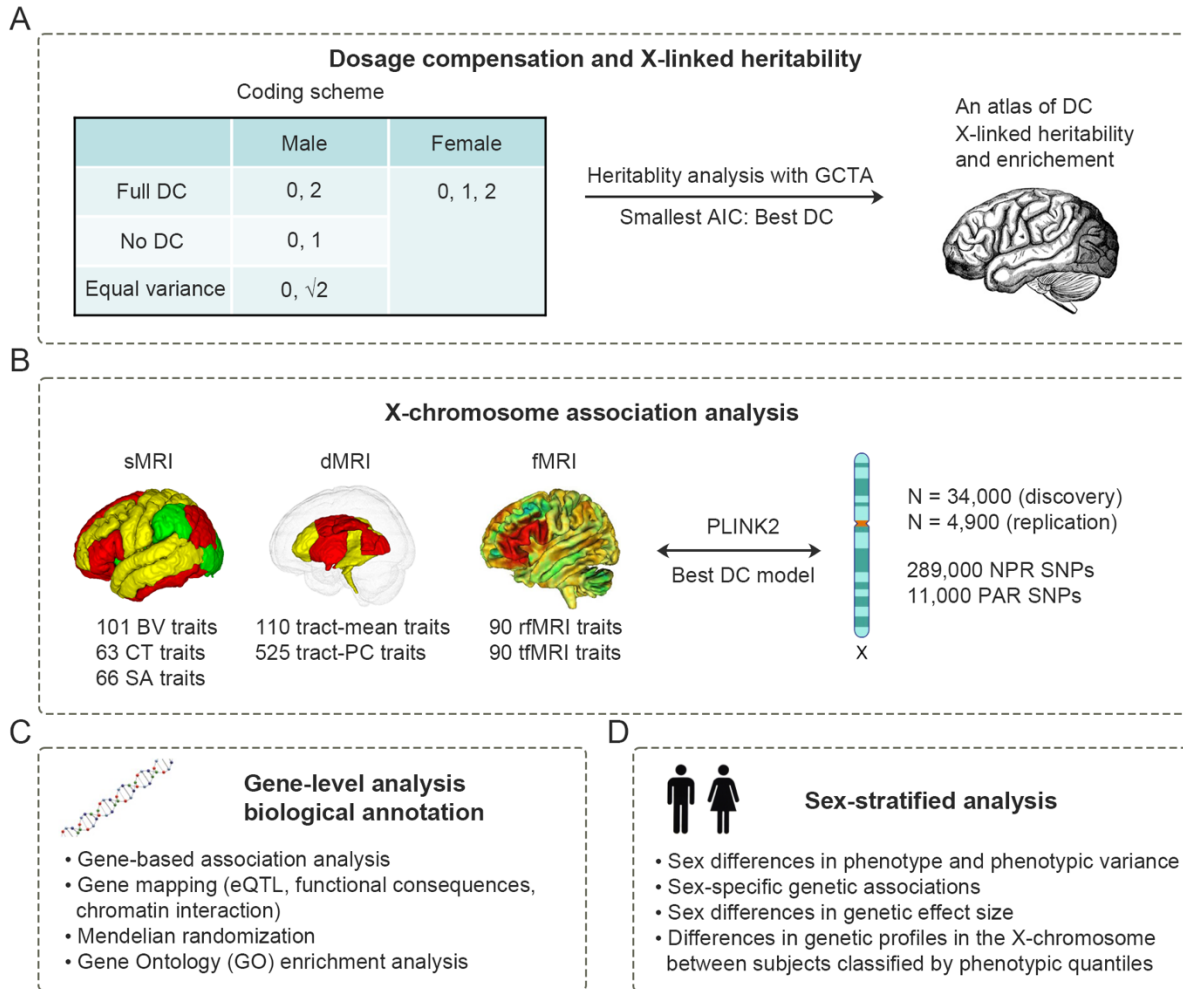 A
Dosage compensation and X-linked heritability
Coding scheme
Male Female
Full DC 0, 2 0, 1, 2
No DC 0, 1
Equal variance 0, √2
Heritablity analysis with GCTA
Smallest AIC: Best DC
An atlas of DC
X-linked heritability
and enrichement
B
X-chromosome association analysis
sMRI dMRI fMRI
101 BV traits
63 CT traits
66 SA traits
110 tract-mean traits
525 tract-PC traits
90 rfMRI traits
90 tfMRI traits
PLINK2
Best DC model
X
N = 34,000 (discovery)
N = 4,900 (replication)
289,000 NPR SNPs
11,000 PAR SNPs
C
Gene-level analysis
biological annotation
• Gene-based association analysis
• Gene mapping (eQTL, functional consequences,
chromatin interaction)
• Mendelian randomization
• Gene Ontology (GO) enrichment analysis
D
Sex-stratified analysis
• Sex differences in phenotype and phenotypic variance
• Sex-specific genetic associations
• Sex differences in genetic effect size
• Differences in genetic profiles in the X-chromosome
between subjects classified by phenotypic quantiles